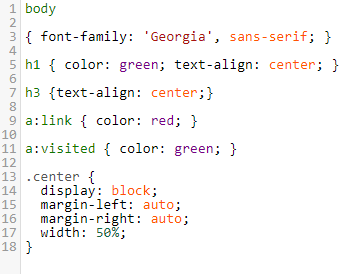 1 body
2
3 { font-family: 'Georgia', sans-serif; }
4
5 h1 { color: green; text-align: center; }
6
7 h3 {text-align: center;}
8
9 a:link { color: red; }
10
11 a:visited { color: green; }
12
13 .center {
14   display: block;
15   margin-left: auto;
16   margin-right: auto;
17   width: 50%;
18 }